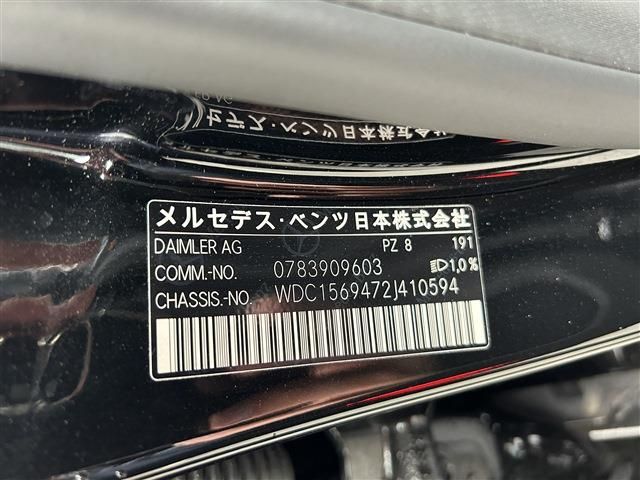 メルセデス・ベンツ日本株式会社
DAIMLER AG PZ 8 191
COMM.-NO. 0783909603 1,0%
CHASSIS.-NO. WDC1569472J410594